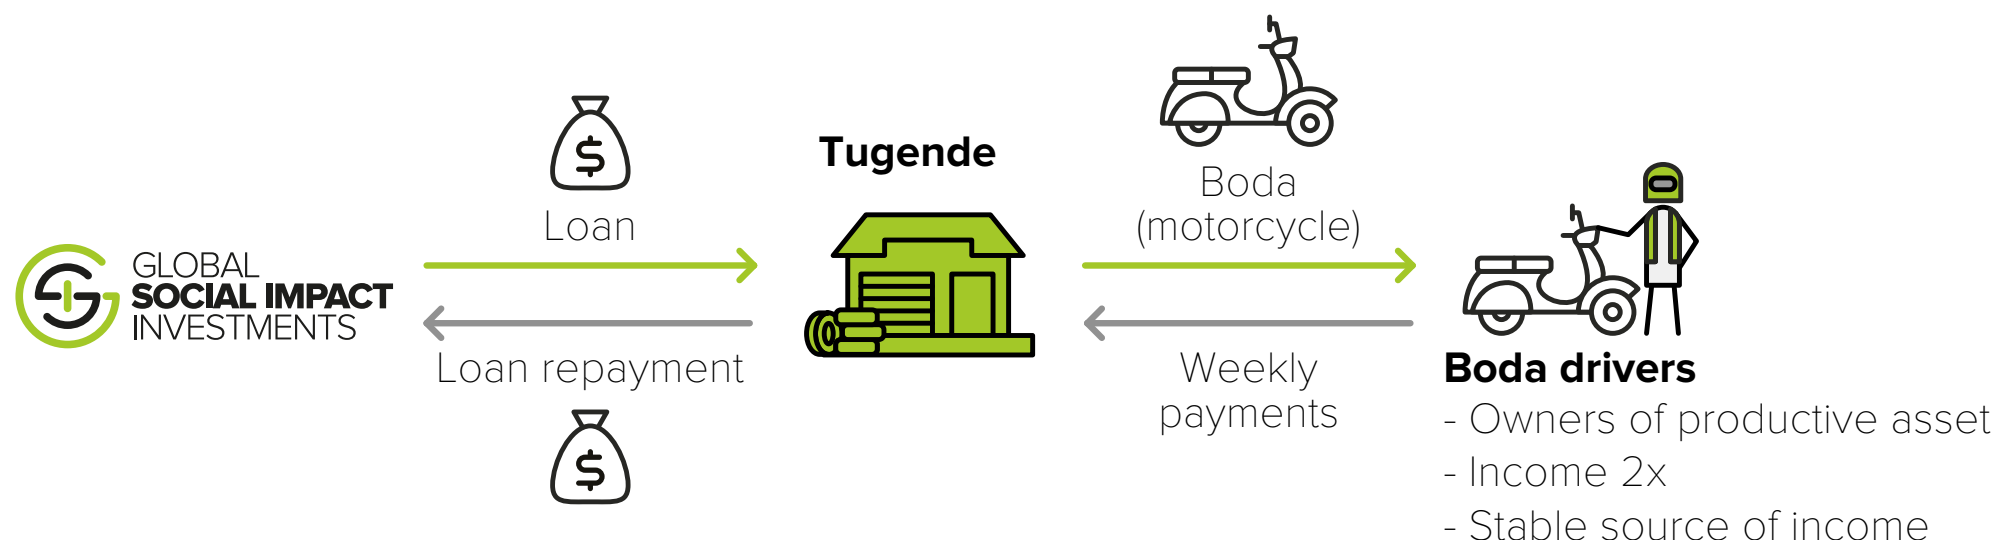 GLOBAL
SOCIAL IMPACT
INVESTMENTS
$
Loan
Loan repayment
$
Tugende
Boda
(motorcycle)
Weekly
payments
Boda drivers
- Owners of productive asset
- Income 2x
- Stable source of income